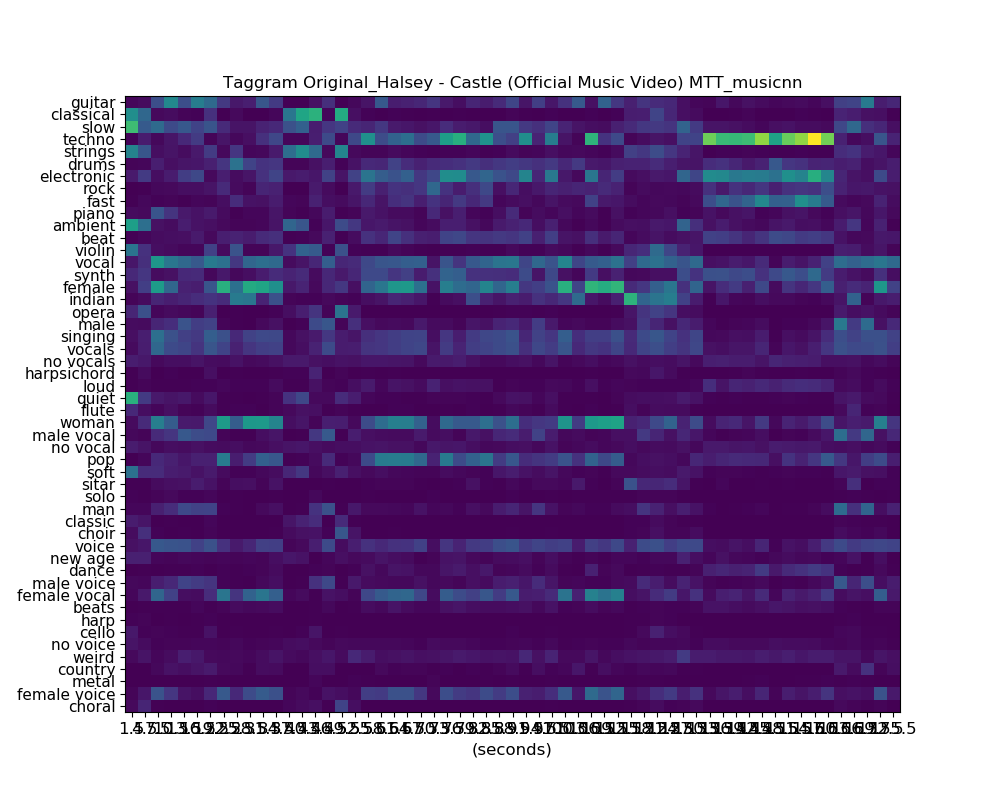 Taggram Original_Halsey - Castle (Official Music Video) MTT_musicnn
guitar
classical
slow
techno
strings
drums
electronic
rock
fast
piano
ambient
beat
violin
vocal
synth
female
indian
opera
male
singing
vocals
no vocals
harpsichord
loud
quiet
flute
woman
male vocal
no vocal
pop
soft
sitar
solo
man
classic
choir
voice
new age
dance
male voice
female vocal
beats
harp
cello
no voice
weird
country
metal
female voice
choral
(seconds)